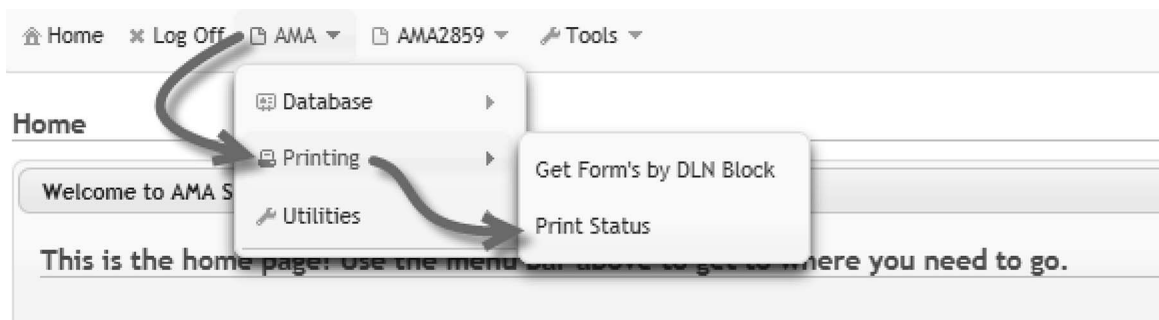 Home Log Off AMA AMA2859 Tools
Database
Home
Printing
Get Form's by DLN Block
Welcome to AMA S
Utilities
Print Status
This is the home page! Use the menu bar above to get to where you need to go.